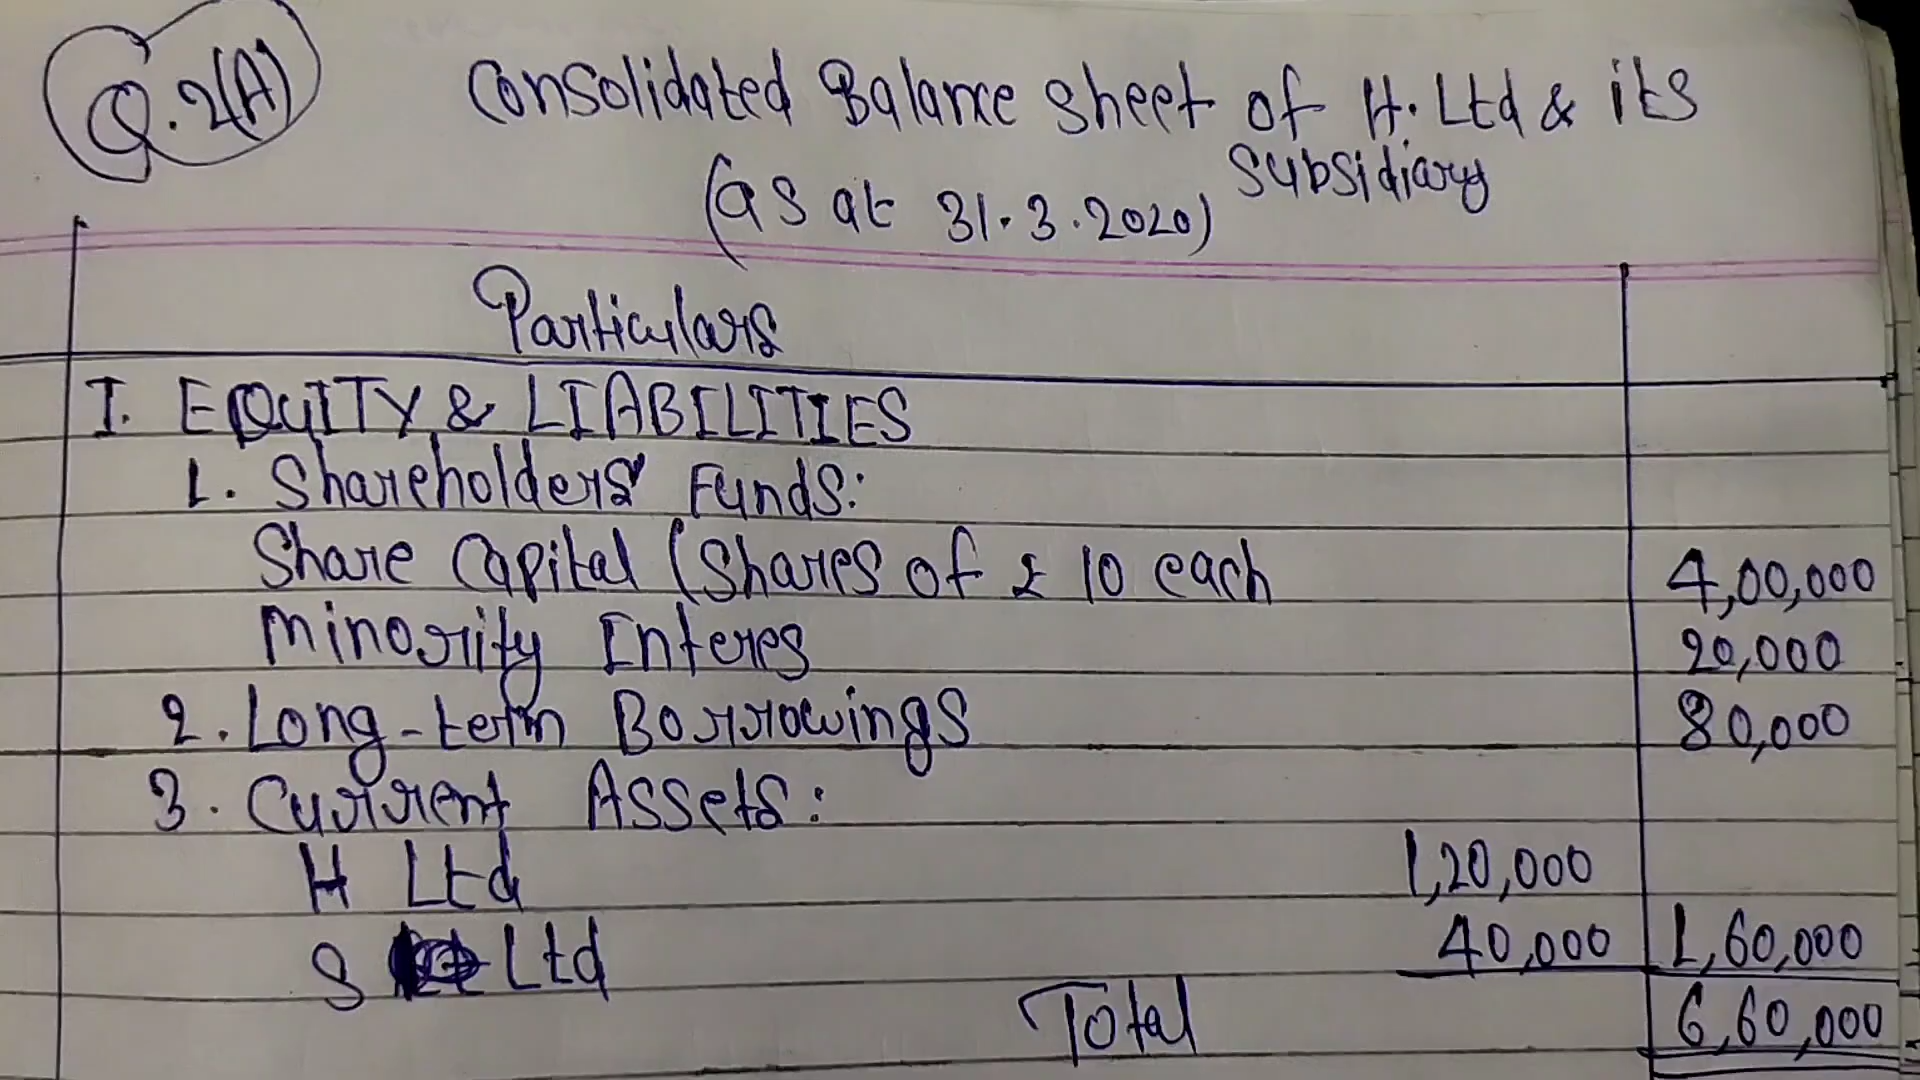 Q.2(A)
Consolidated Balance sheet of H. Ltd & its
subsidiary
(as at 31.3.2020)
Particulars
I. EQUITY & LIABILITIES
1. Shareholders' Funds:
Share Capital (Shares of ₹ 10 each 4,00,000
Minority Interes 20,000
2. Long-term Borrowings 80,000
3. Current Assets:
H Ltd 1,20,000
S Ltd 40,000 1,60,000
Total 6,60,000